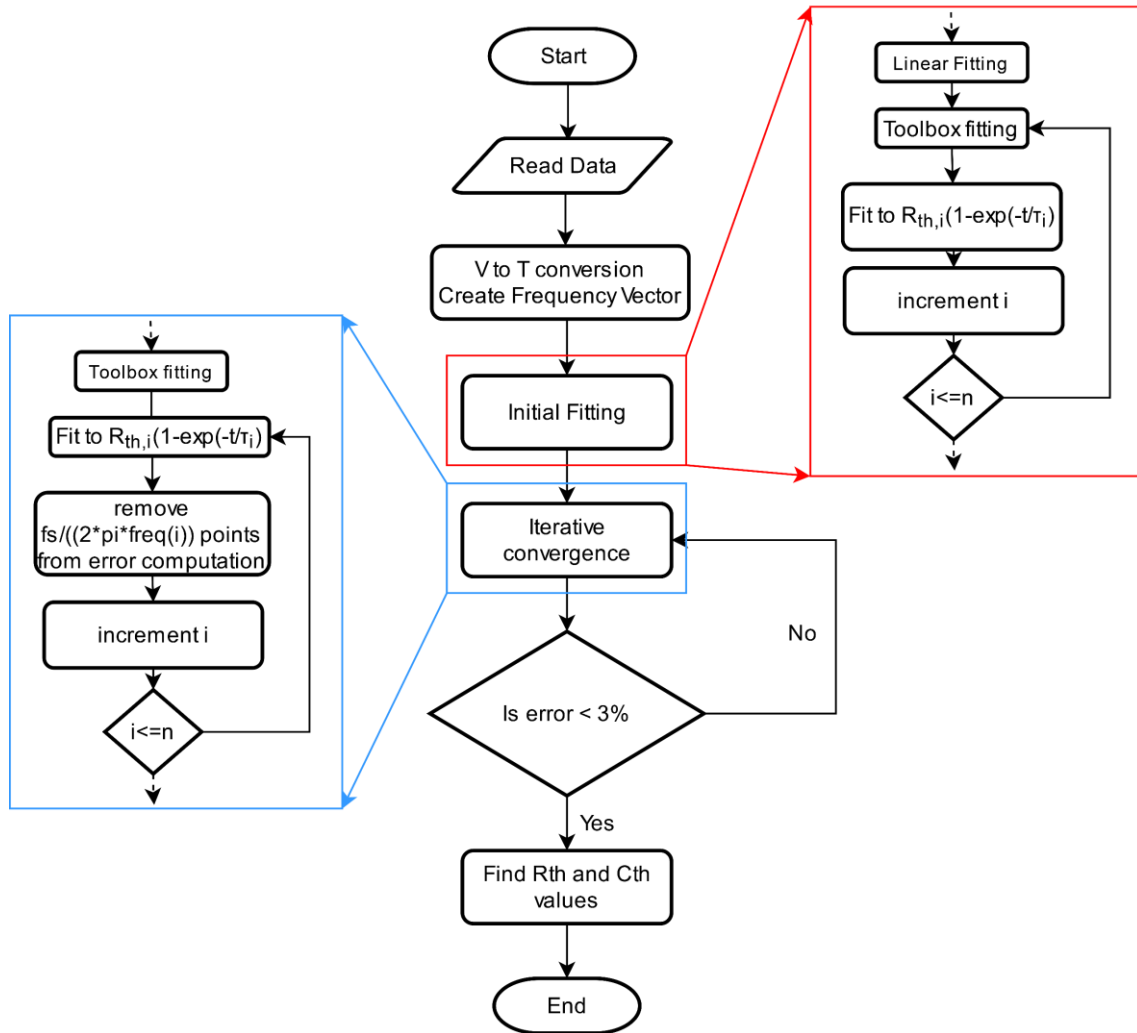 Start
Read Data
V to T conversion
Create Frequency Vector
Initial Fitting
Iterative
convergence
Is error < 3%
No
Yes
Find Rth and Cth
values
End
Linear Fitting
Toolbox fitting
Fit to Rth,i(1-exp(-t/τi)
increment i
i<=n
Toolbox fitting
Fit to Rth,i(1-exp(-t/τi)
remove
fs/((2*pi*freq(i)) points
from error computation
increment i
i<=n